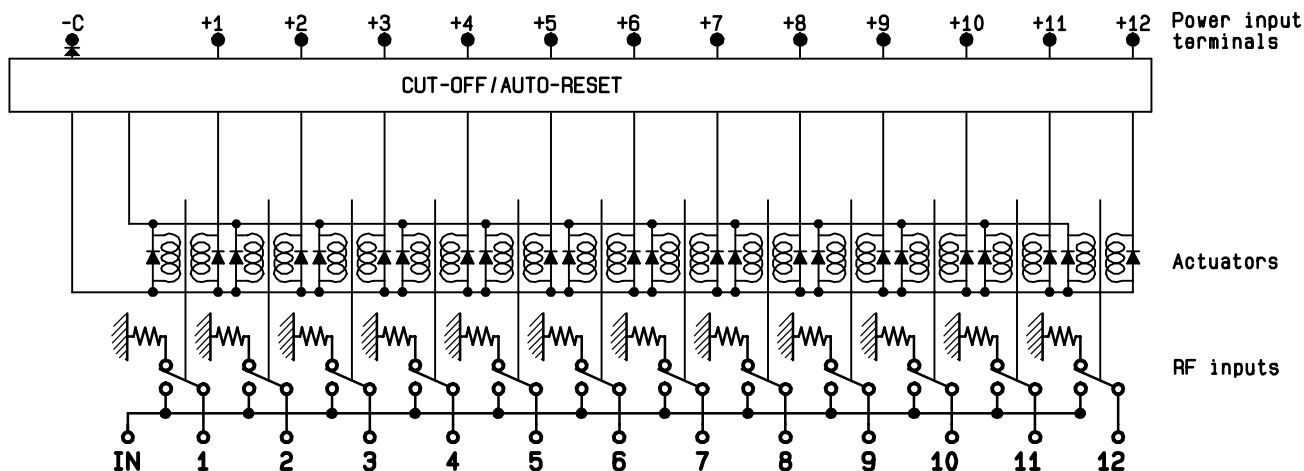 -C +1 +2 +3 +4 +5 +6 +7 +8 +9 +10 +11 +12 Power input
terminals
CUT-OFF/AUTO-RESET
Actuators
RF inputs
IN 1 2 3 4 5 6 7 8 9 10 11 12